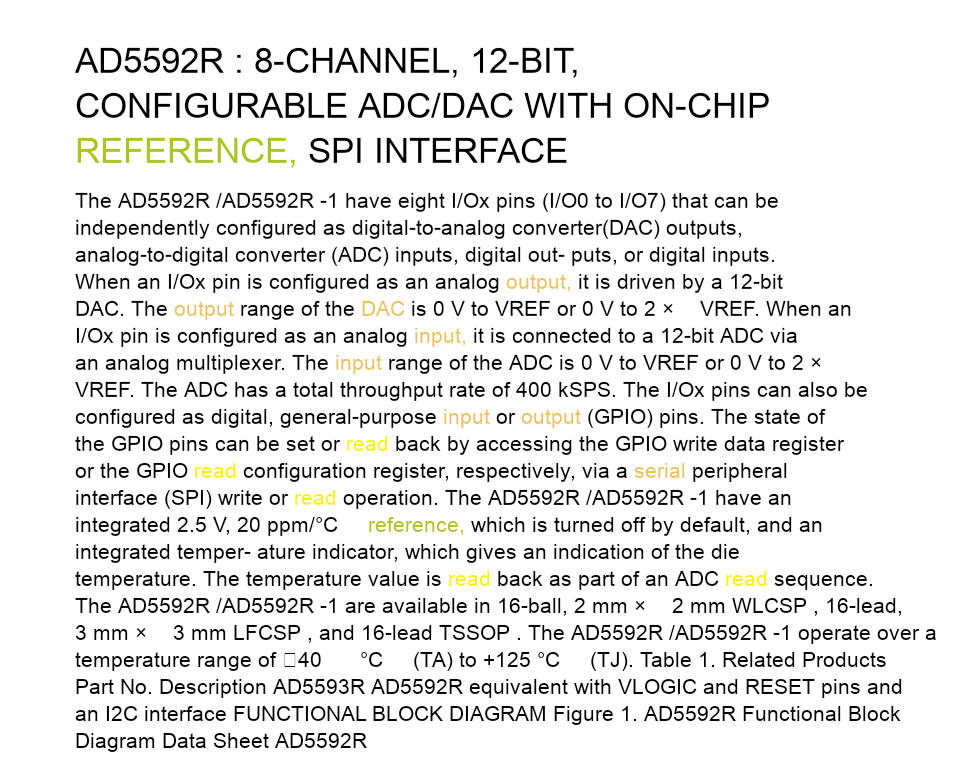 AD5592R : 8-CHANNEL, 12-BIT,
CONFIGURABLE ADC/DAC WITH ON-CHIP
REFERENCE, SPI INTERFACE
The AD5592R /AD5592R -1 have eight I/Ox pins (I/O0 to I/O7) that can be
independently configured as digital-to-analog converter(DAC) outputs,
analog-to-digital converter (ADC) inputs, digital out- puts, or digital inputs.
When an I/Ox pin is configured as an analog output, it is driven by a 12-bit
DAC. The output range of the DAC is 0 V to VREF or 0 V to 2 × VREF. When an
I/Ox pin is configured as an analog input, it is connected to a 12-bit ADC via
an analog multiplexer. The input range of the ADC is 0 V to VREF or 0 V to 2 ×
VREF. The ADC has a total throughput rate of 400 kSPS. The I/Ox pins can also be
configured as digital, general-purpose input or output (GPIO) pins. The state of
the GPIO pins can be set or read back by accessing the GPIO write data register
or the GPIO read configuration register, respectively, via a serial peripheral
interface (SPI) write or read operation. The AD5592R /AD5592R -1 have an
integrated 2.5 V, 20 ppm/°C reference, which is turned off by default, and an
integrated temper- ature indicator, which gives an indication of the die
temperature. The temperature value is read back as part of an ADC read sequence.
The AD5592R /AD5592R -1 are available in 16-ball, 2 mm × 2 mm WLCSP , 16-lead,
3 mm × 3 mm LFCSP , and 16-lead TSSOP . The AD5592R /AD5592R -1 operate over a
temperature range of □40 °C (TA) to +125 °C (TJ). Table 1. Related Products
Part No. Description AD5593R AD5592R equivalent with VLOGIC and RESET pins and
an I2C interface FUNCTIONAL BLOCK DIAGRAM Figure 1. AD5592R Functional Block
Diagram Data Sheet AD5592R